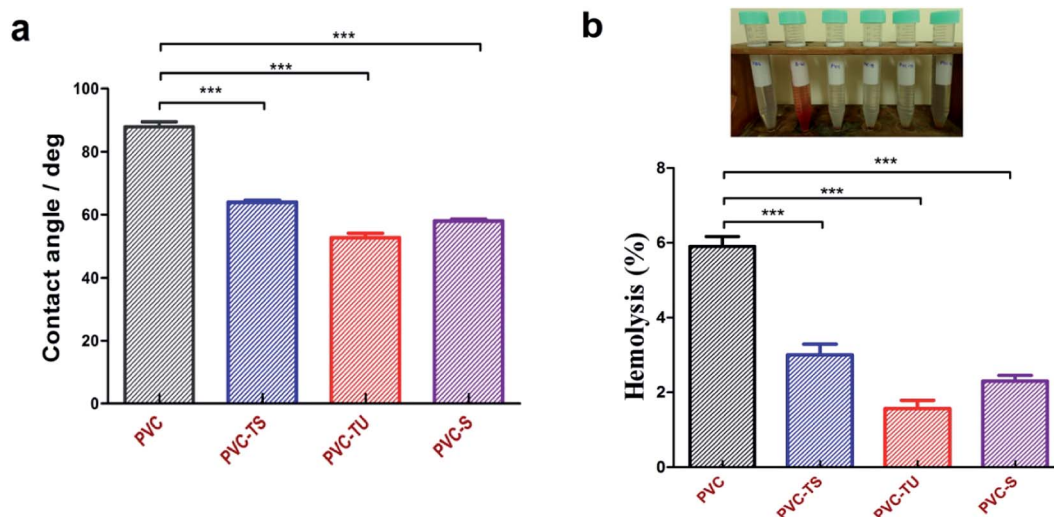 a
***
***
***
100
80
60
40
20
0
Contact angle / deg
PVC
PVC-TS
PVC-TU
PVC-S
b
***
***
***
8
6
4
2
0
Hemolysis (%)
PVC
PVC-TS
PVC-TU
PVC-S